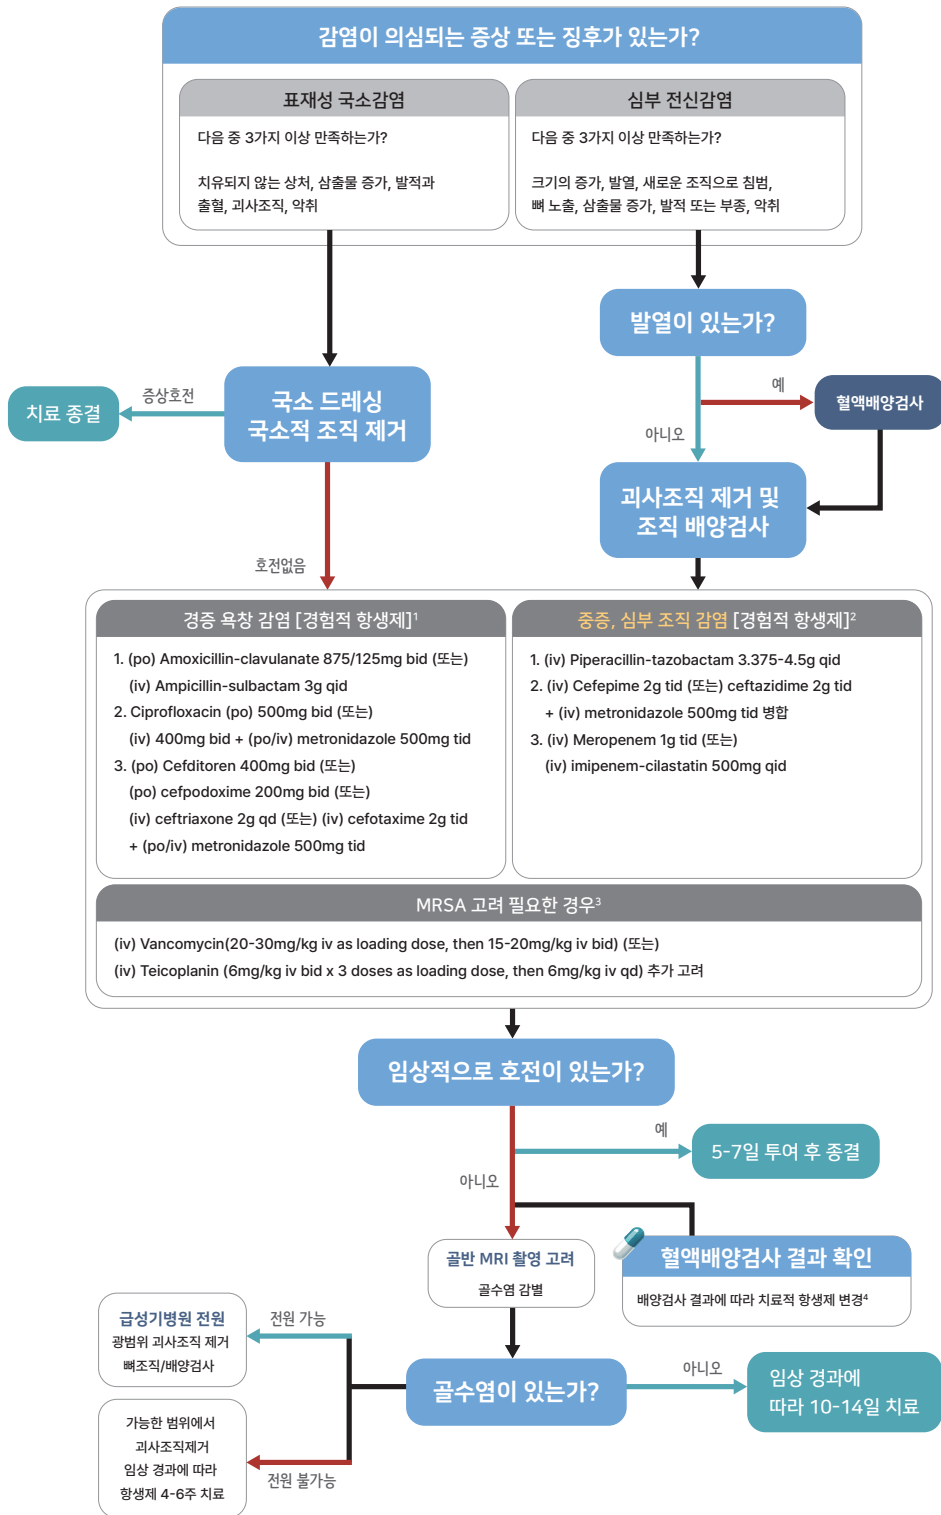 감염이 의심되는 증상 또는 징후가 있는가?
표재성 국소감염
다음 중 3가지 이상 만족하는가?
치유되지 않는 상처, 삼출물 증가, 발적과
출혈, 괴사조직, 악취
심부 전신감염
다음 중 3가지 이상 만족하는가?
크기의 증가, 발열, 새로운 조직으로 침범,
뼈 노출, 삼출물 증가, 발적 또는 부종, 악취
발열이 있는가?
예
혈액배양검사
아니오
국소 드레싱
국소적 조직 제거
증상호전
치료 종결
괴사조직 제거 및
조직 배양검사
호전없음
경증 욕창 감염 [경험적 항생제]¹
1. (po) Amoxicillin-clavulanate 875/125mg bid (또는)
(iv) Ampicillin-sulbactam 3g qid
2. Ciprofloxacin (po) 500mg bid (또는)
(iv) 400mg bid + (po/iv) metronidazole 500mg tid
3. (po) Cefditoren 400mg bid (또는)
(po) cefpodoxime 200mg bid (또는)
(iv) ceftriaxone 2g qd (또는) (iv) cefotaxime 2g tid
+ (po/iv) metronidazole 500mg tid
중증, 심부 조직 감염 [경험적 항생제]²
1. (iv) Piperacillin-tazobactam 3.375-4.5g qid
2. (iv) Cefepime 2g tid (또는) ceftazidime 2g tid
+ (iv) metronidazole 500mg tid 병합
3. (iv) Meropenem 1g tid (또는)
(iv) imipenem-cilastatin 500mg qid
MRSA 고려 필요한 경우³
(iv) Vancomycin(20-30mg/kg iv as loading dose, then 15-20mg/kg iv bid) (또는)
(iv) Teicoplanin (6mg/kg iv bid x 3 doses as loading dose, then 6mg/kg iv qd) 추가 고려
임상적으로 호전이 있는가?
예
5-7일 투여 후 종결
아니오
골반 MRI 촬영 고려
골수염 감별
혈액배양검사 결과 확인
배양검사 결과에 따라 치료적 항생제 변경⁴
급성기병원 전원
광범위 괴사조직 제거
뼈조직/배양검사
전원 가능
골수염이 있는가?
아니오
임상 경과에
따라 10-14일 치료
가능한 범위에서
괴사조직제거
임상 경과에 따라
항생제 4-6주 치료
전원 불가능